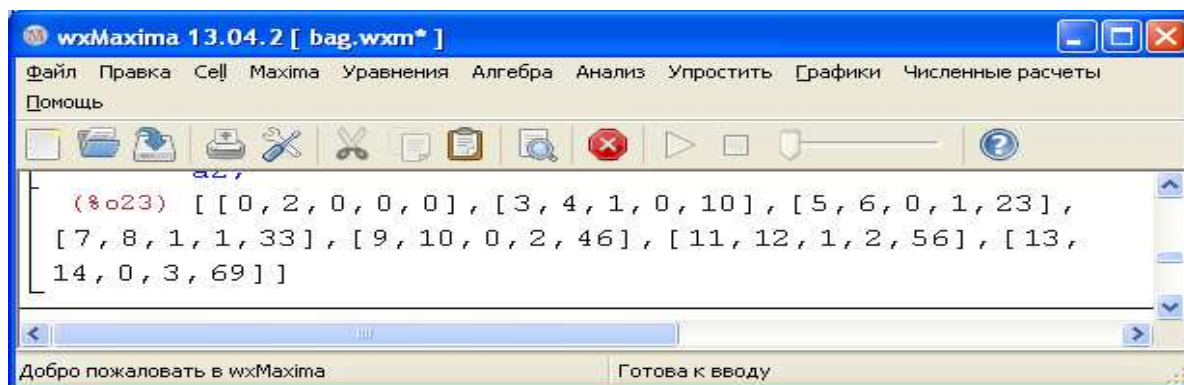 wxMaxima 13.04.2 [ bag.wxm* ]
Файл Правка Cell Maxima Уравнения Алгебра Анализ Упростить Графики Численные расчеты
Помощь
a2;
(%o23) [[0,2,0,0,0],[3,4,1,0,10],[5,6,0,1,23],
[7,8,1,1,33],[9,10,0,2,46],[11,12,1,2,56],[13,
14,0,3,69]]
Добро пожаловать в wxMaxima Готова к вводу